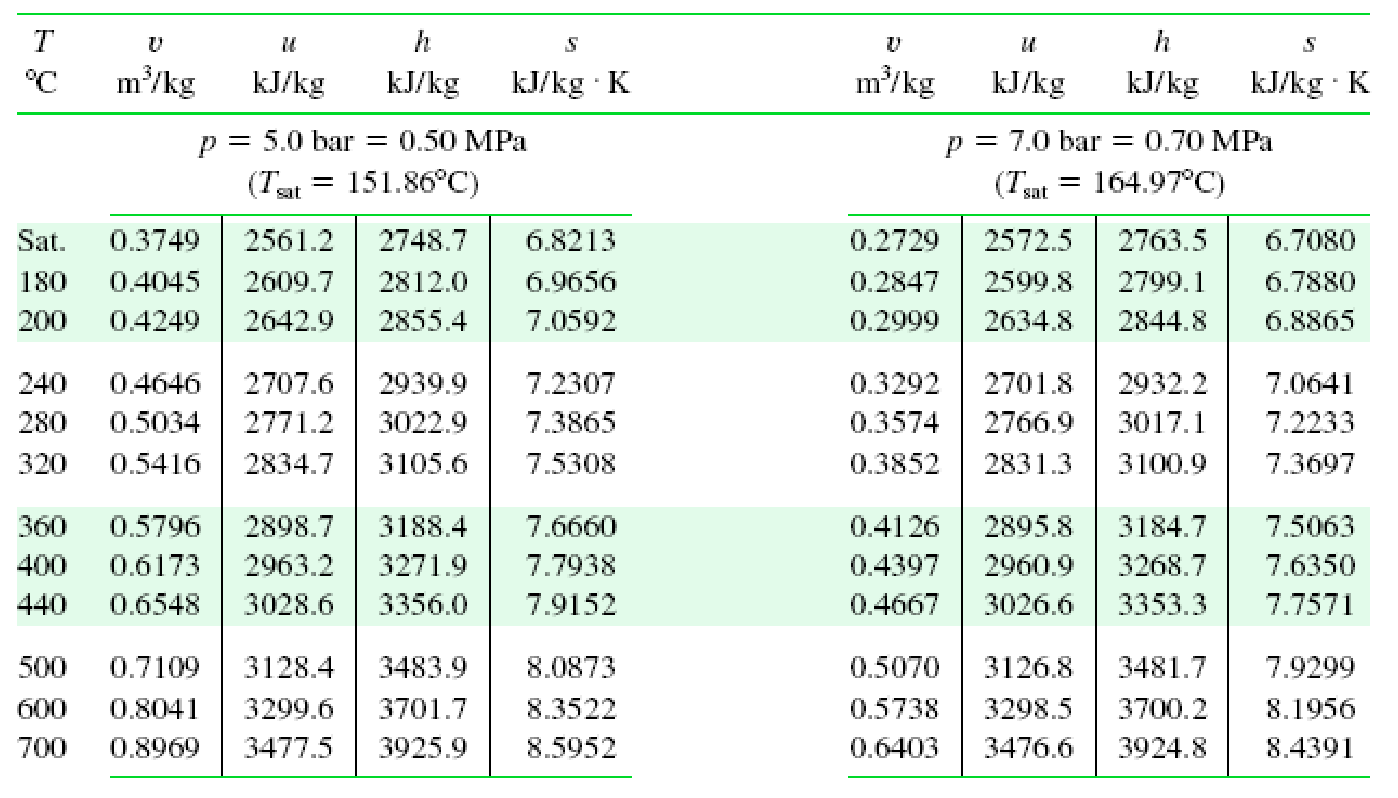 T v u h s v u h s
°C m³/kg kJ/kg kJ/kg kJ/kg · K m³/kg kJ/kg kJ/kg kJ/kg · K
p = 5.0 bar = 0.50 MPa p = 7.0 bar = 0.70 MPa
(Tsat = 151.86°C) (Tsat = 164.97°C)
Sat. 0.3749 2561.2 2748.7 6.8213 0.2729 2572.5 2763.5 6.7080
180 0.4045 2609.7 2812.0 6.9656 0.2847 2599.8 2799.1 6.7880
200 0.4249 2642.9 2855.4 7.0592 0.2999 2634.8 2844.8 6.8865
240 0.4646 2707.6 2939.9 7.2307 0.3292 2701.8 2932.2 7.0641
280 0.5034 2771.2 3022.9 7.3865 0.3574 2766.9 3017.1 7.2233
320 0.5416 2834.7 3105.6 7.5308 0.3852 2831.3 3100.9 7.3697
360 0.5796 2898.7 3188.4 7.6660 0.4126 2895.8 3184.7 7.5063
400 0.6173 2963.2 3271.9 7.7938 0.4397 2960.9 3268.7 7.6350
440 0.6548 3028.6 3356.0 7.9152 0.4667 3026.6 3353.3 7.7571
500 0.7109 3128.4 3483.9 8.0873 0.5070 3126.8 3481.7 7.9299
600 0.8041 3299.6 3701.7 8.3522 0.5738 3298.5 3700.2 8.1956
700 0.8969 3477.5 3925.9 8.5952 0.6403 3476.6 3924.8 8.4391